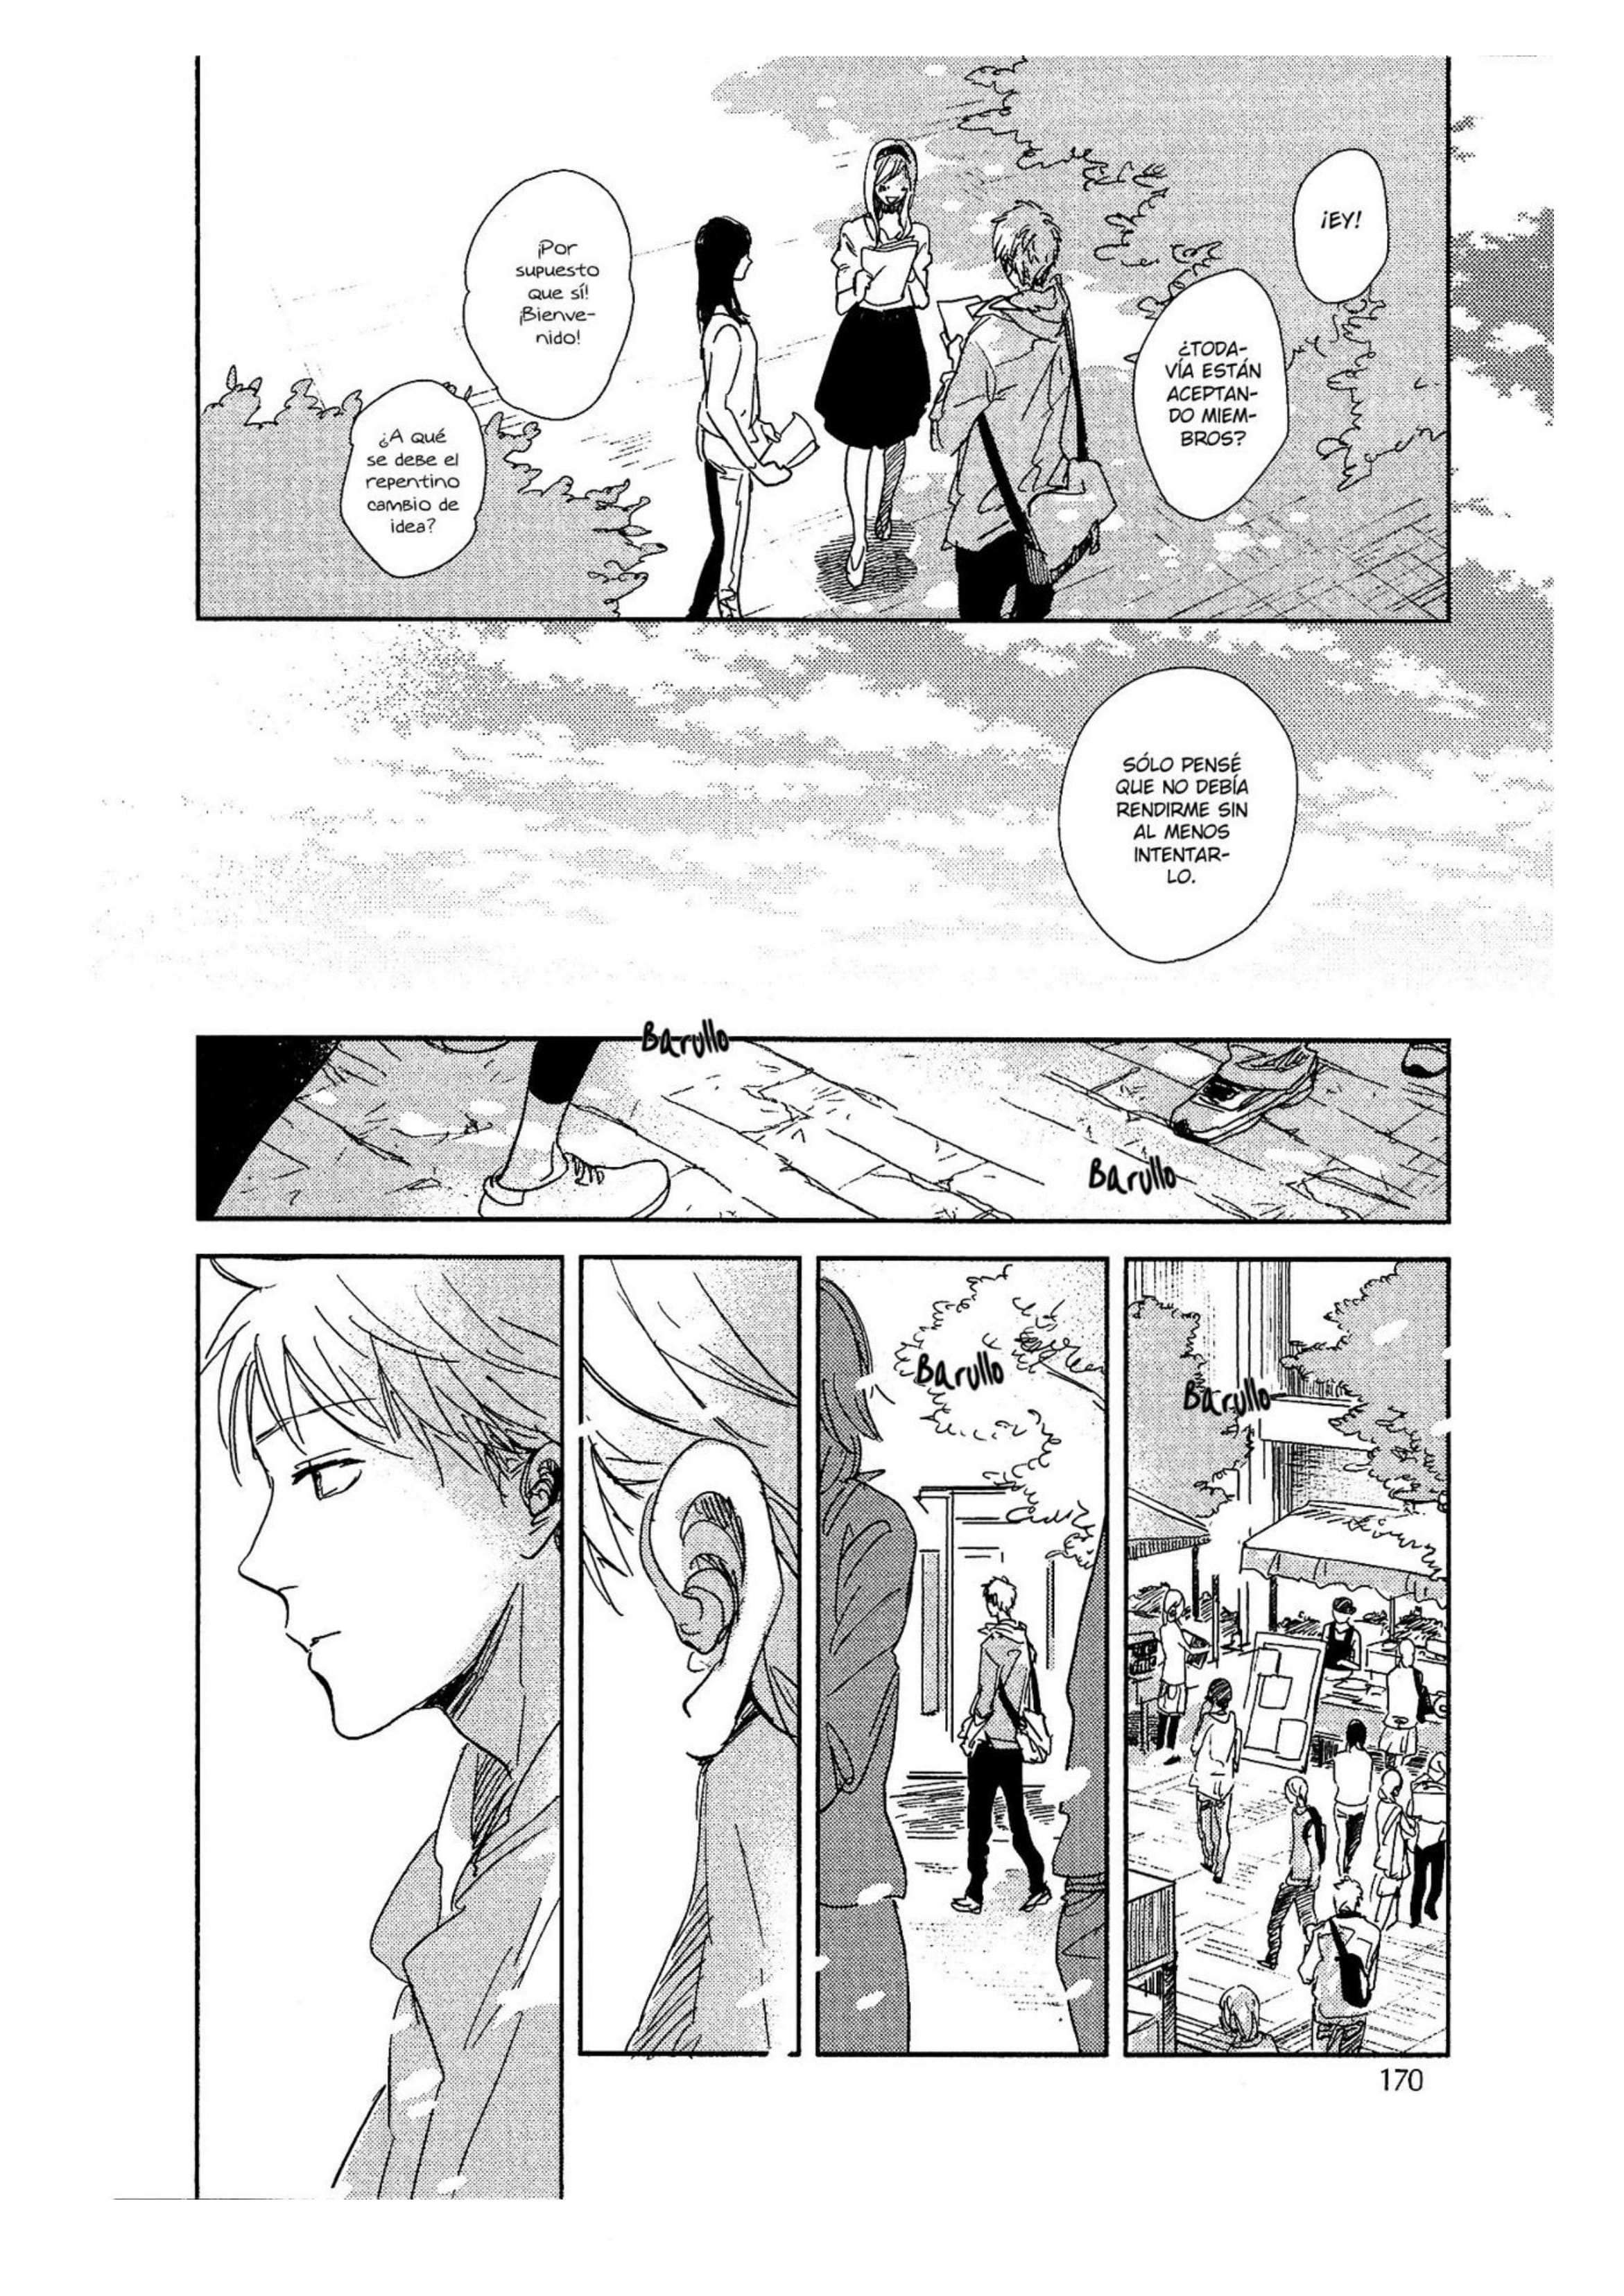 ¡EY!
¿TODA-
VÍA ESTÁN
ACEPTAN-
DO MIEM-
BROS?
¡Por
supuesto
que sí!
¡Bienve-
nido!
¿A qué
se debe el
repentino
cambio de
idea?
SÓLO PENSÉ
QUE NO DEBÍA
RENDIRME SIN
AL MENOS
INTENTAR-
LO.
Barullo
Barullo
Barullo
Barullo
170